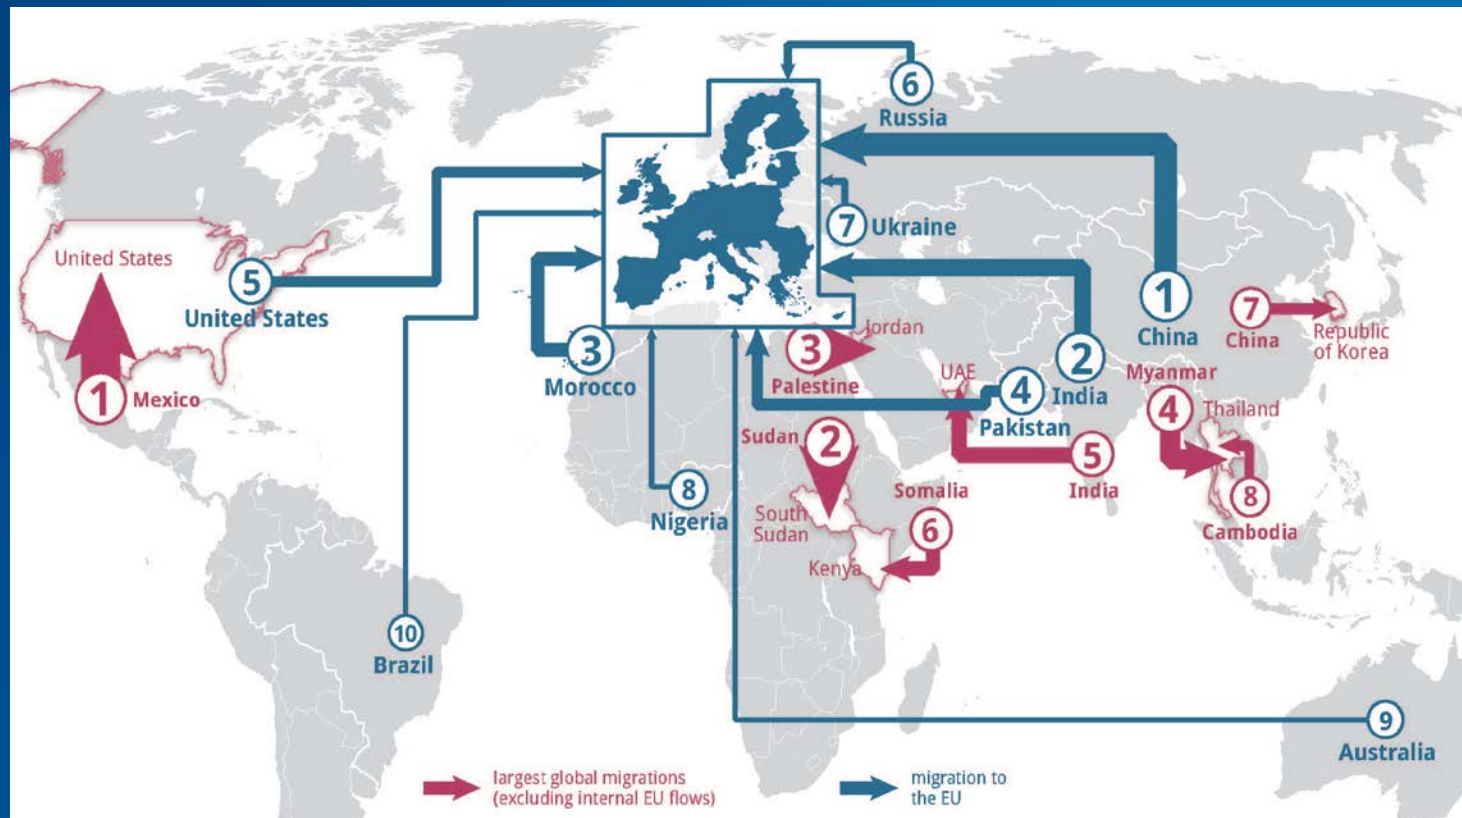 6
Russia
United States
5
United States
7
Ukraine
1
China
7
China
Republic
of Korea
3
Morocco
3
Palestine
Jordan
UAE
4
Pakistan
2
India
Myanmar
4
Thailand
1
Mexico
Sudan
2
5
India
8
Cambodia
8
Nigeria
South
Sudan
Somalia
6
Kenya
10
Brazil
9
Australia
largest global migrations
(excluding internal EU flows)
migration to
the EU